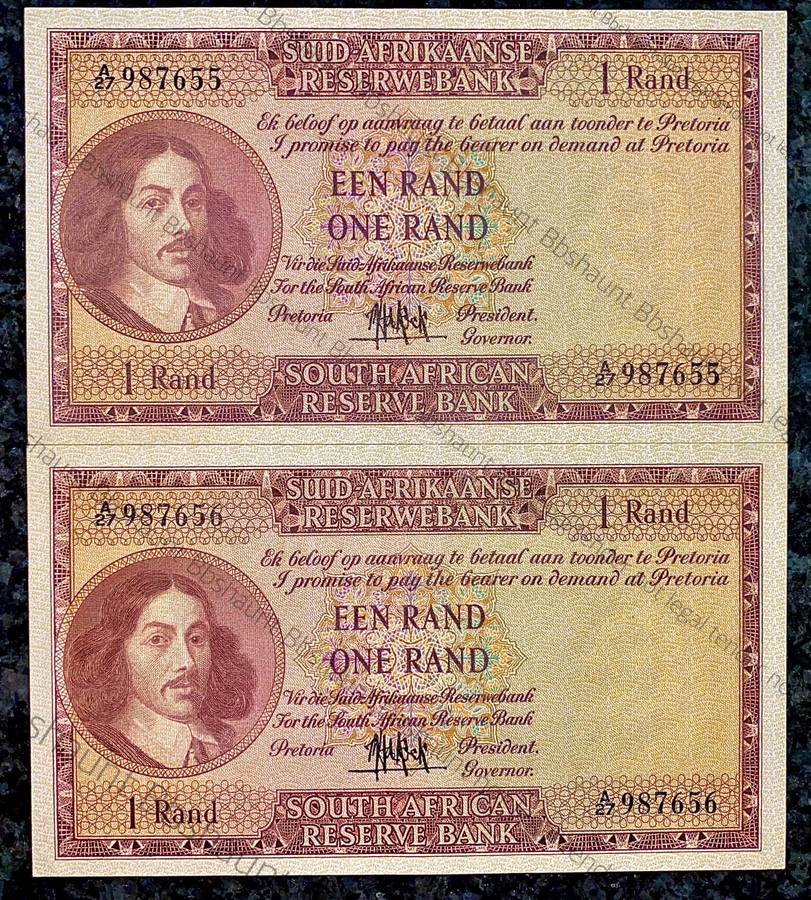 SUID-AFRIKAANSE
RESERWEBANK
A/27 987655
1 Rand
Ek beloof op aanvraag te betaal aan toonder te Pretoria
I promise to pay the bearer on demand at Pretoria
EEN RAND
ONE RAND
Vir die Suid-Afrikaanse Reserwebank
For the South African Reserve Bank
Pretoria
President.
Governor.
1 Rand
SOUTH AFRICAN
RESERVE BANK
A/27 987655
SUID-AFRIKAANSE
RESERWEBANK
A/27 987656
1 Rand
Ek beloof op aanvraag te betaal aan toonder te Pretoria
I promise to pay the bearer on demand at Pretoria
EEN RAND
ONE RAND
Vir die Suid-Afrikaanse Reserwebank
For the South African Reserve Bank
Pretoria
President.
Governor.
1 Rand
SOUTH AFRICAN
RESERVE BANK
A/27 987656
Bbshaunt Bbshaunt Bbshaunt